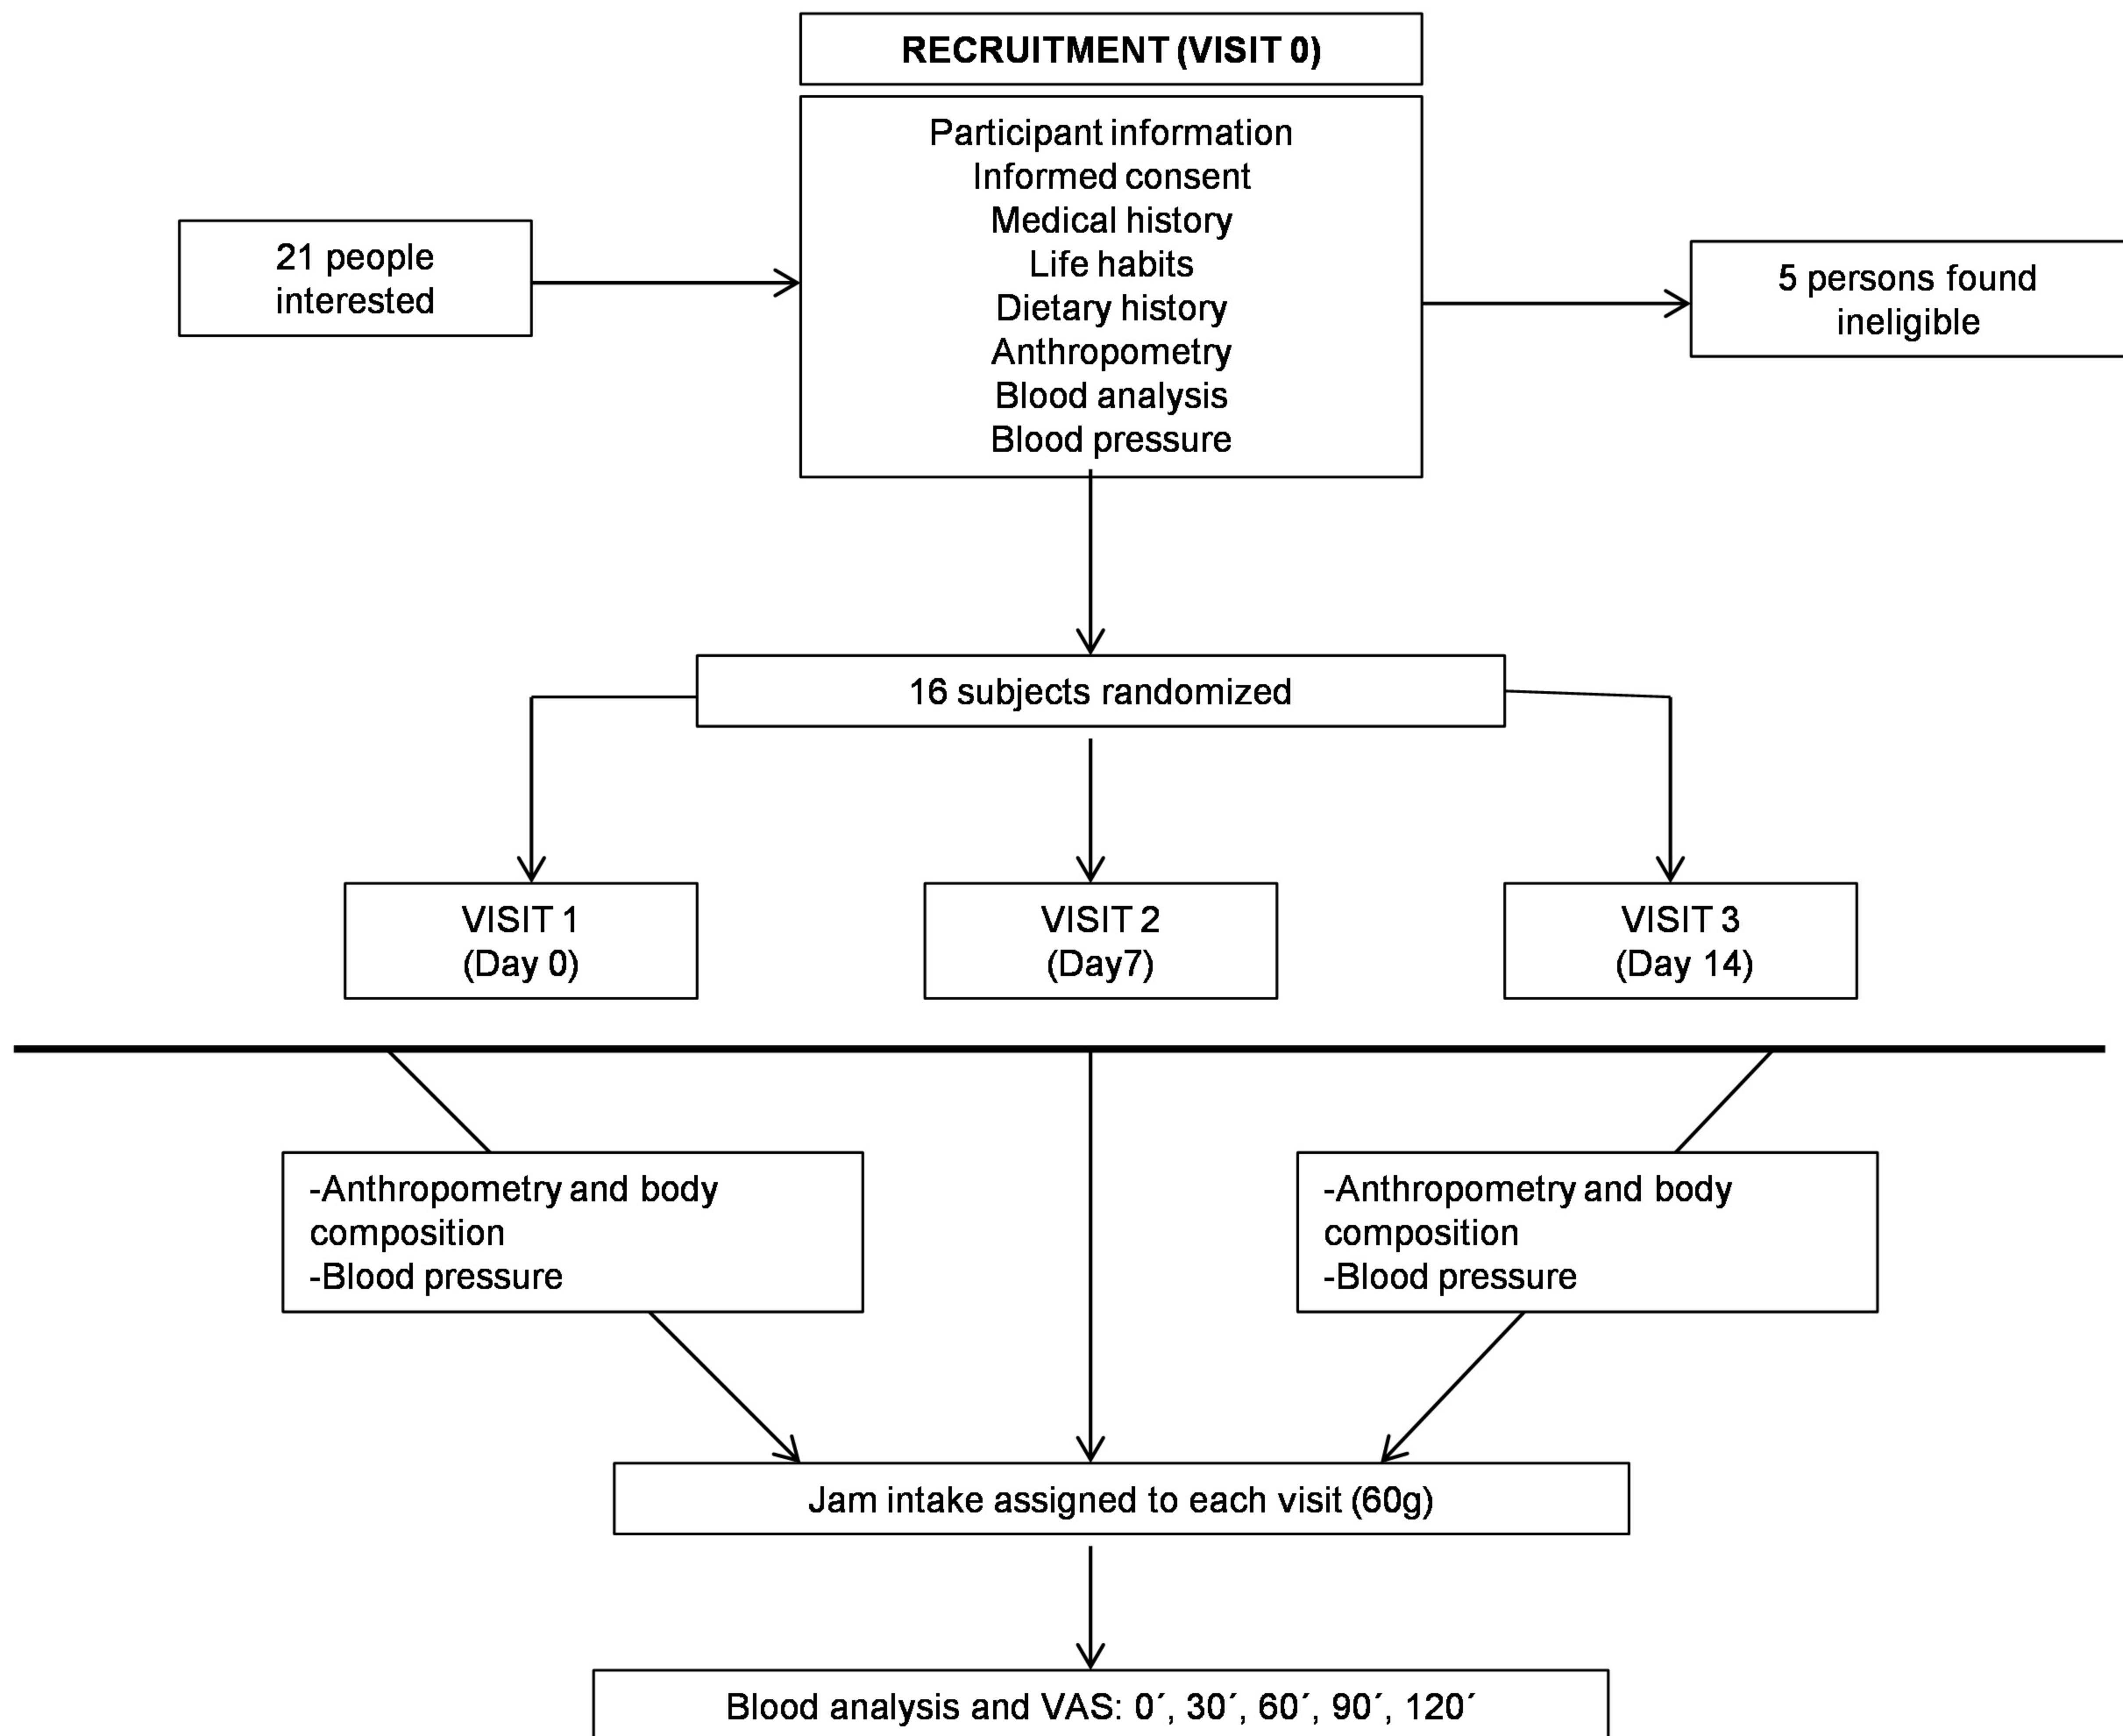 RECRUITMENT (VISIT 0)
Participant information
Informed consent
Medical history
Life habits
Dietary history
Anthropometry
Blood analysis
Blood pressure
21 people
interested
5 persons found
ineligible
16 subjects randomized
VISIT 1
(Day 0)
VISIT 2
(Day7)
VISIT 3
(Day 14)
-Anthropometry and body
composition
-Blood pressure
-Anthropometry and body
composition
-Blood pressure
Jam intake assigned to each visit (60g)
Blood analysis and VAS: 0´, 30´, 60´, 90´, 120´